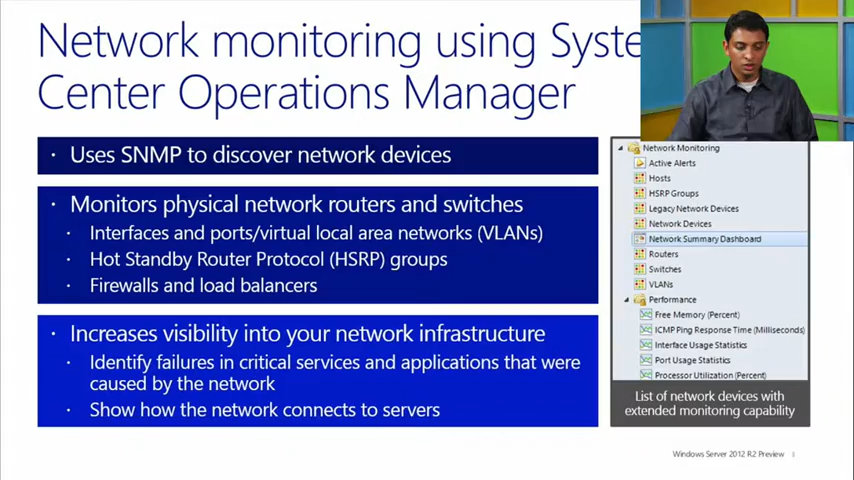 Network monitoring using Syste
Center Operations Manager
· Uses SNMP to discover network devices
· Monitors physical network routers and switches
· Interfaces and ports/virtual local area networks (VLANs)
· Hot Standby Router Protocol (HSRP) groups
· Firewalls and load balancers
· Increases visibility into your network infrastructure
· Identify failures in critical services and applications that were
caused by the network
· Show how the network connects to servers
Network Monitoring
Active Alerts
Hosts
HSRP Groups
Legacy Network Devices
Network Devices
Network Summary Dashboard
Routers
Switches
VLANs
Performance
Free Memory (Percent)
ICMP Ping Response Time (Milliseconds)
Interface Usage Statistics
Port Usage Statistics
Processor Utilization (Percent)
List of network devices with
extended monitoring capability
Windows Server 2012 R2 Preview